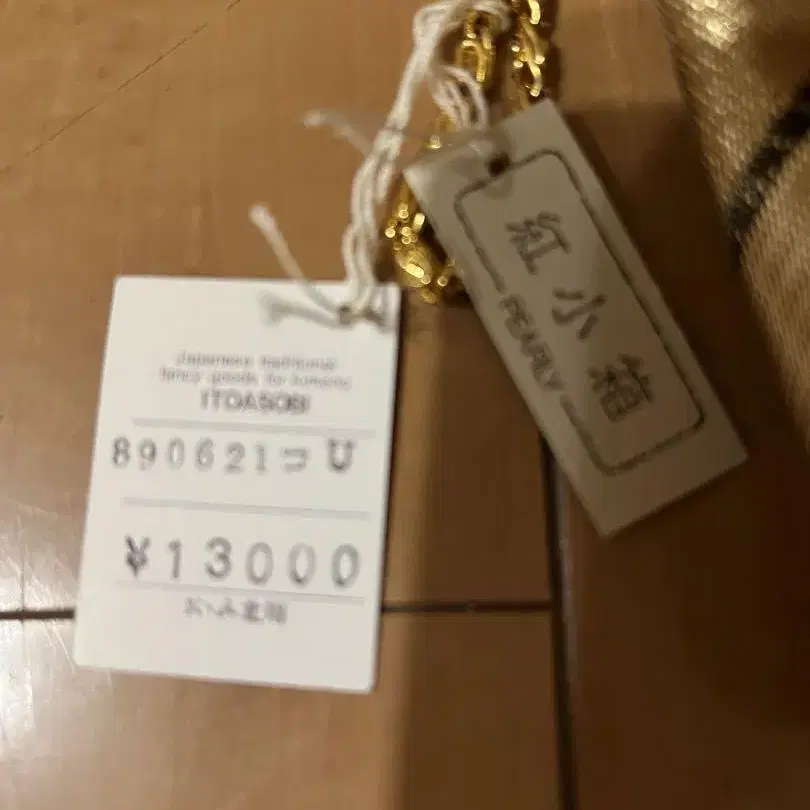 Japanese traditional
fancy goods for kimono
ITOASOBI
890621コ
¥13000
紅小箱
PEARLY